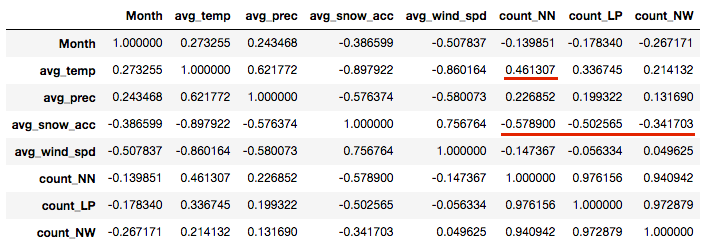 Month avg_temp avg_prec avg_snow_acc avg_wind_spd count_NN count_LP count_NW
Month 1.000000 0.273255 0.243468 -0.386599 -0.507837 -0.139851 -0.178340 -0.267171
avg_temp 0.273255 1.000000 0.621772 -0.897922 -0.860164 0.461307 0.336745 0.214132
avg_prec 0.243468 0.621772 1.000000 -0.576374 -0.580073 0.226852 0.199322 0.131690
avg_snow_acc -0.386599 -0.897922 -0.576374 1.000000 0.756764 -0.578900 -0.502565 -0.341703
avg_wind_spd -0.507837 -0.860164 -0.580073 0.756764 1.000000 -0.147367 -0.056334 0.049625
count_NN -0.139851 0.461307 0.226852 -0.578900 -0.147367 1.000000 0.976156 0.940942
count_LP -0.178340 0.336745 0.199322 -0.502565 -0.056334 0.976156 1.000000 0.972879
count_NW -0.267171 0.214132 0.131690 -0.341703 0.049625 0.940942 0.972879 1.000000